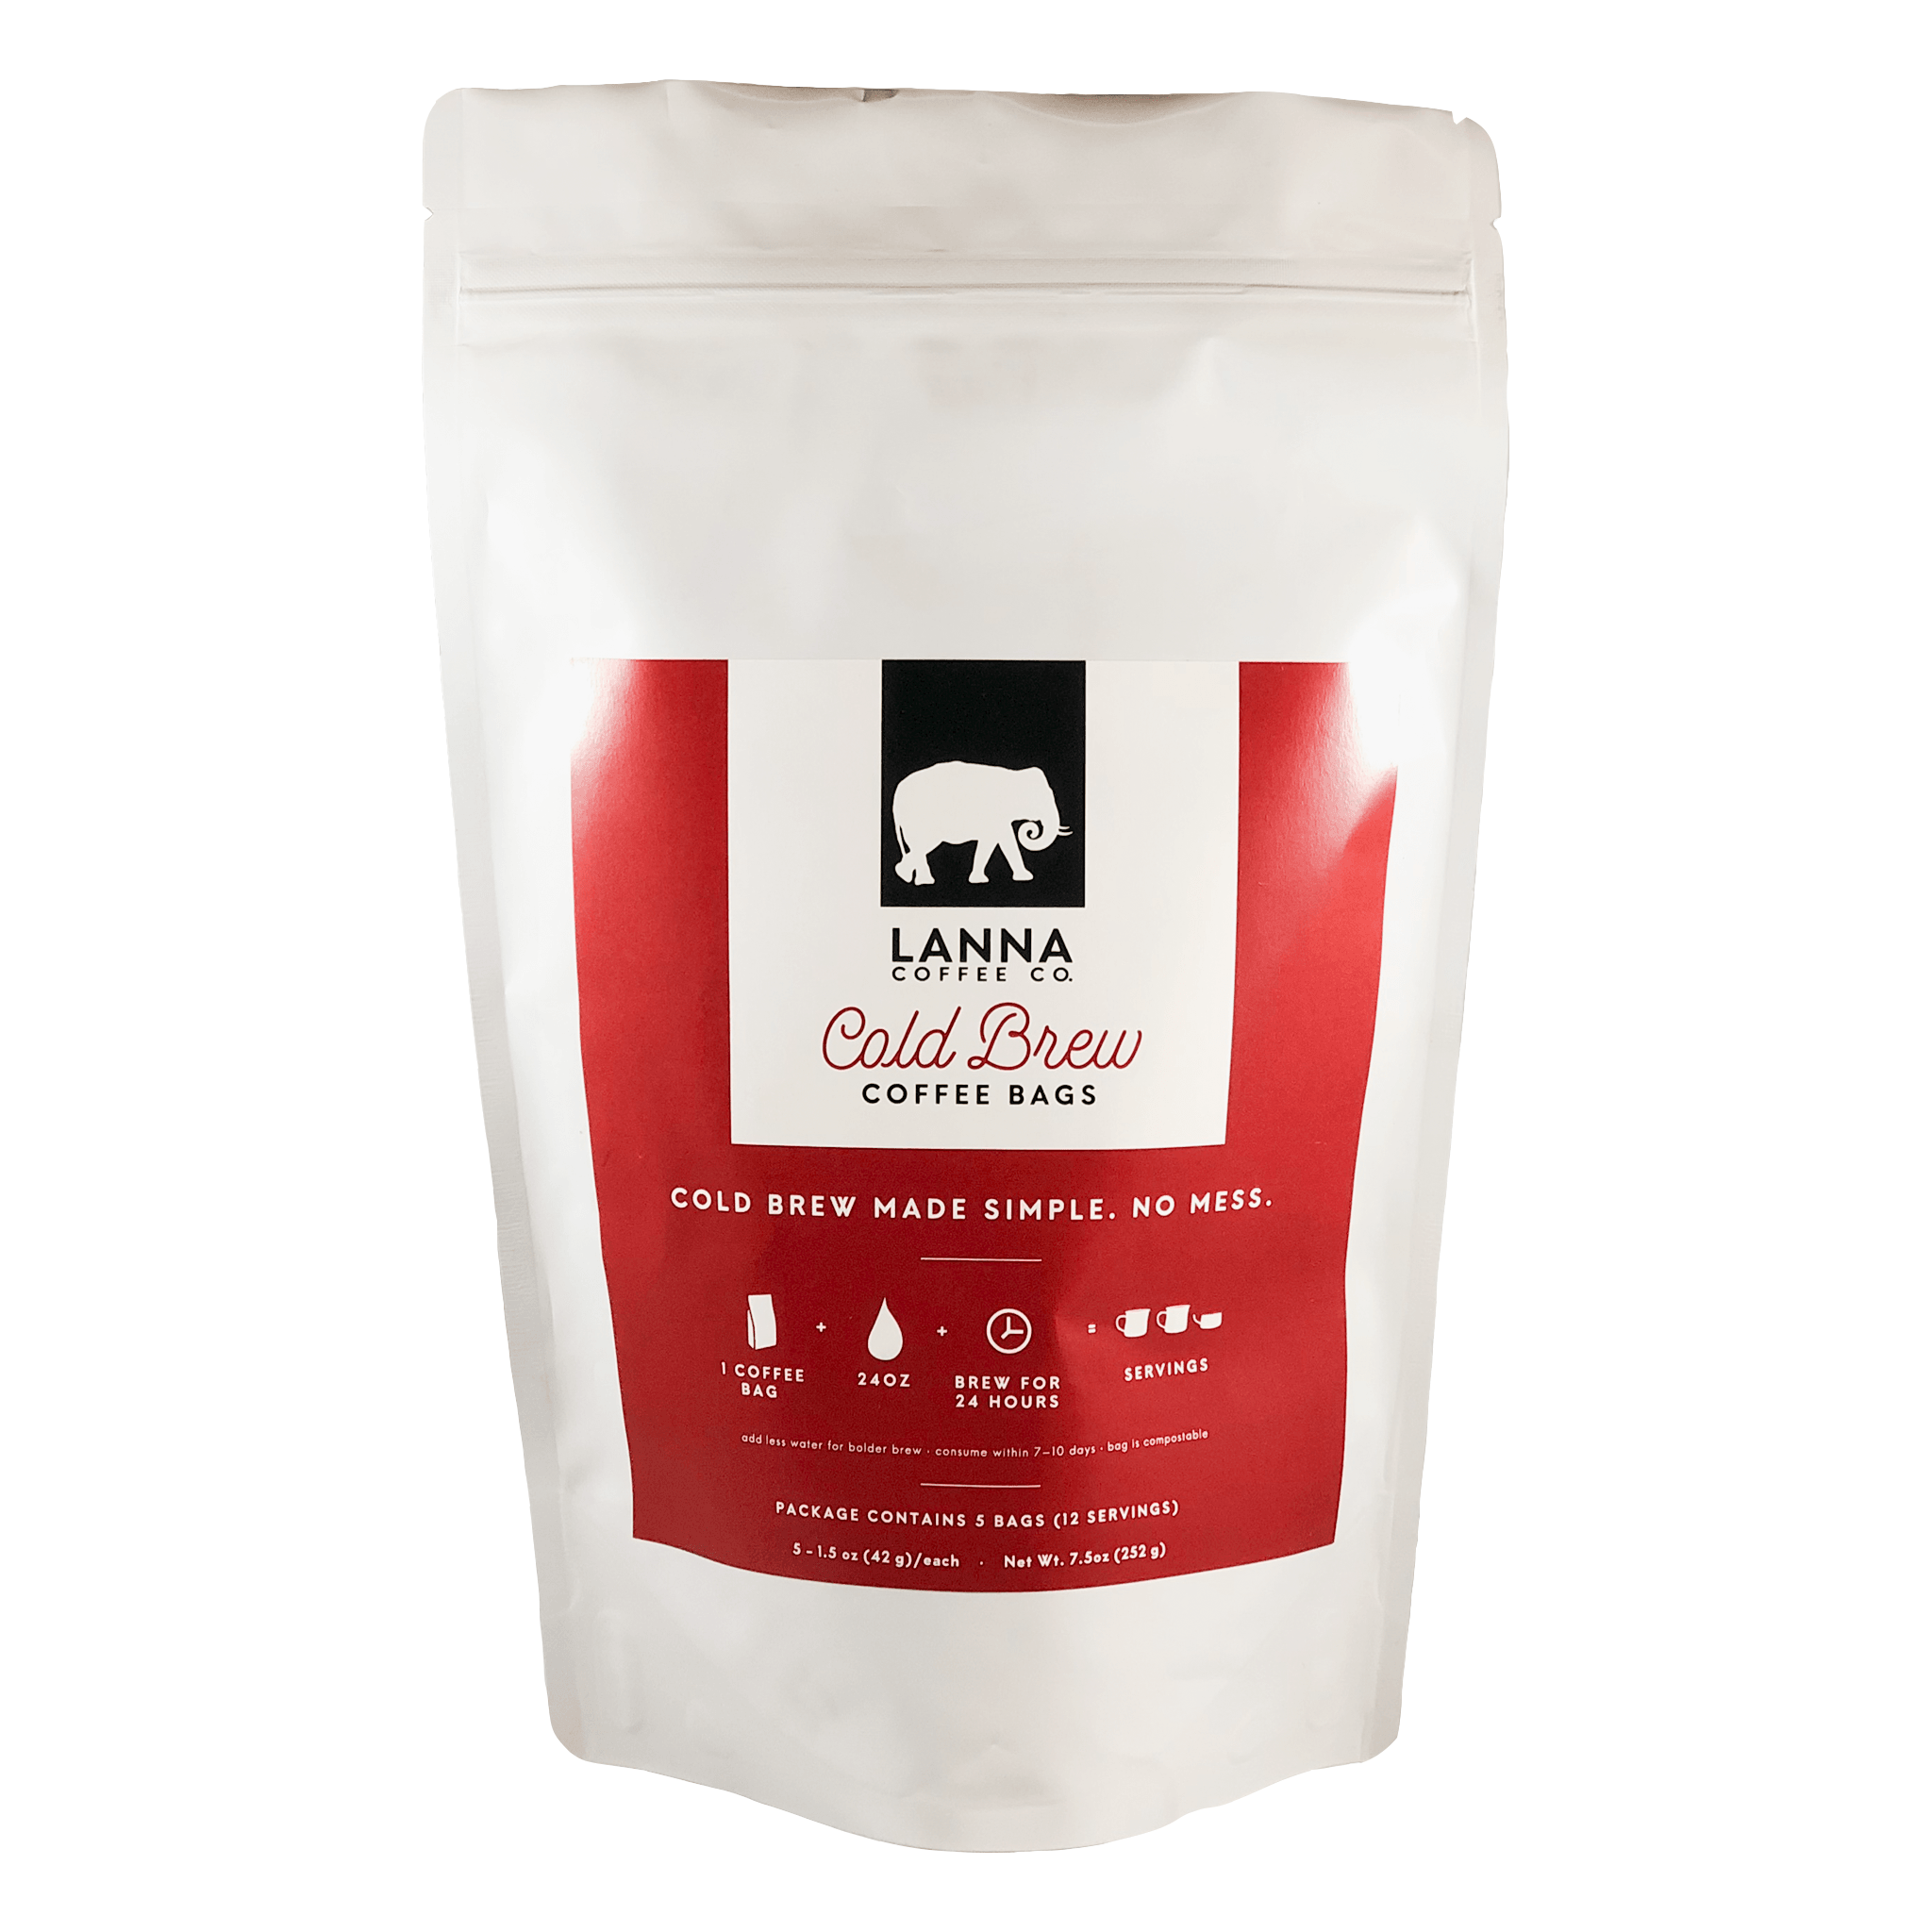 LANNA
COFFEE CO.
Cold Brew
COFFEE BAGS
COLD BREW MADE SIMPLE. NO MESS.
+ + =
1 COFFEE BAG
24OZ
BREW FOR 24 HOURS
SERVINGS
add less water for bolder brew · consume within 7–10 days · bag is compostable
PACKAGE CONTAINS 5 BAGS (12 SERVINGS)
5 - 1.5 oz (42 g)/each · Net Wt. 7.5oz (252 g)